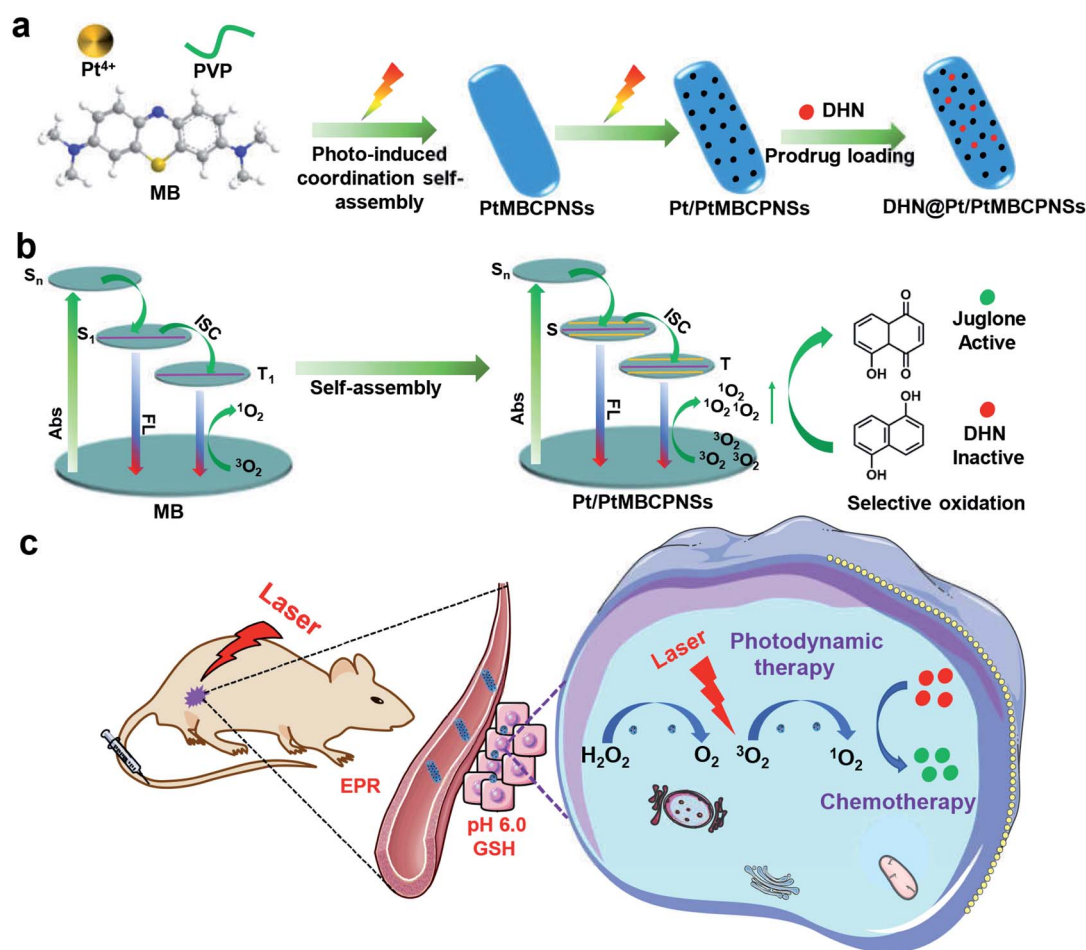 a
Pt⁴⁺
PVP
MB
Photo-induced
coordination self-
assembly
PtMBCPNSs
Pt/PtMBCPNSs
DHN
Prodrug loading
DHN@Pt/PtMBCPNSs
b
Sₙ
Abs
S₁
ISC
T₁
FL
¹O₂
³O₂
MB
Self-assembly
Sₙ
Abs
S
ISC
T
FL
¹O₂
¹O₂ ¹O₂
³O₂
³O₂ ³O₂
Pt/PtMBCPNSs
O
O
OH
Juglone
Active
OH
OH
DHN
Inactive
Selective oxidation
c
Laser
EPR
pH 6.0
GSH
Photodynamic
therapy
Laser
H₂O₂
O₂
³O₂
¹O₂
Chemotherapy